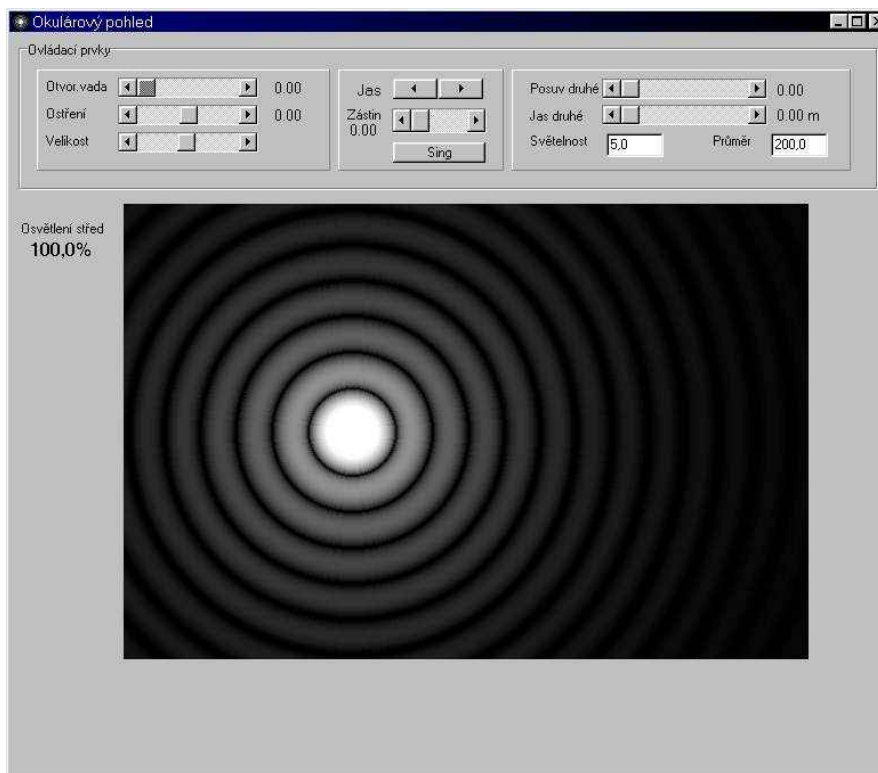 Okulárový pohled
Ovládací prvky
Otvor.vada 0.00
Ostření 0.00
Velikost
Jas
Zástin
0.00
Sing
Posuv druhé 0.00
Jas druhé 0.00 m
Světelnost 5,0 Průměr 200,0
Osvětlení střed
100,0%